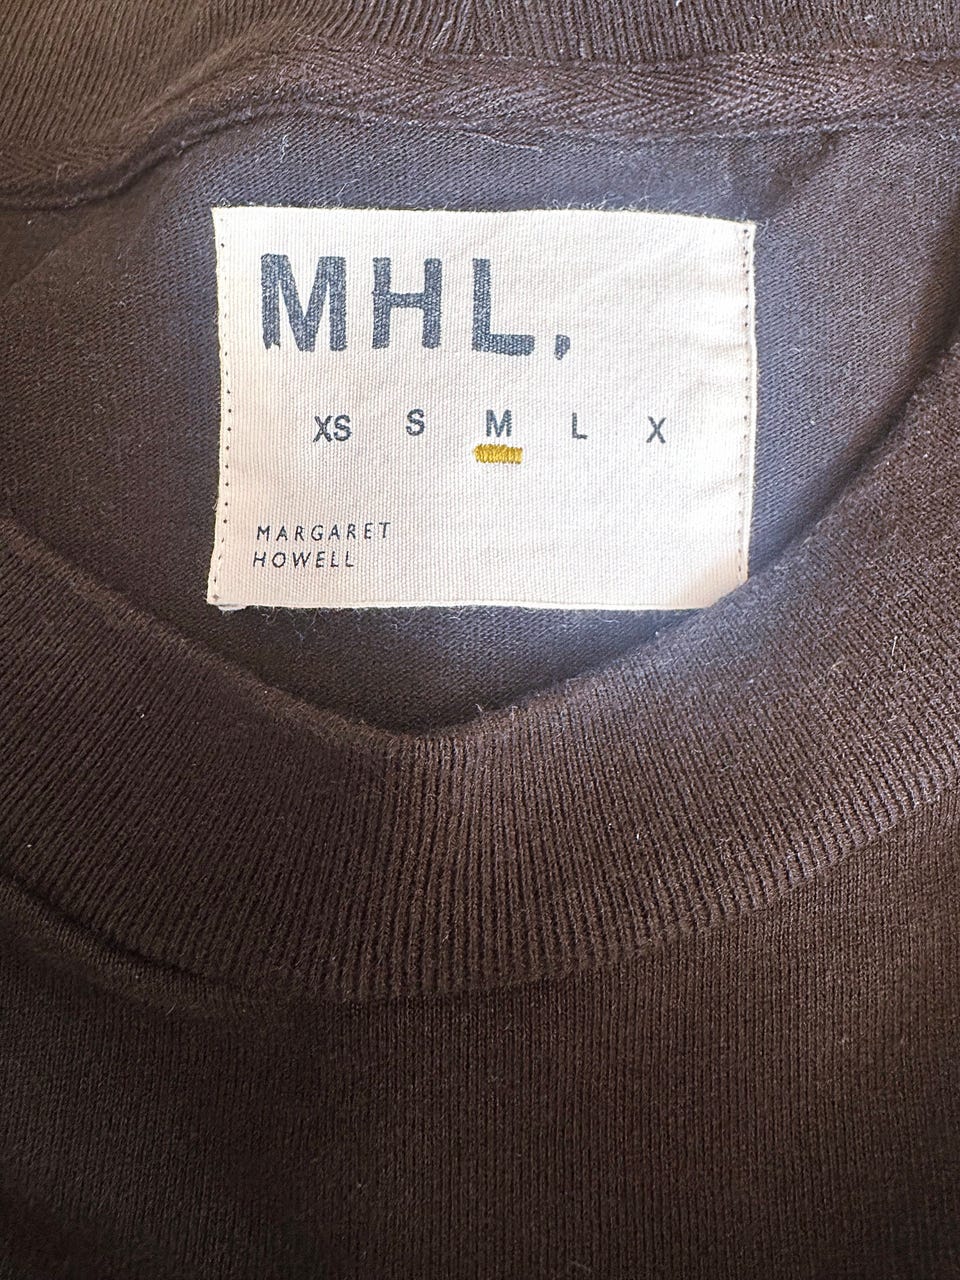 MHL.
XS S M L X
MARGARET
HOWELL